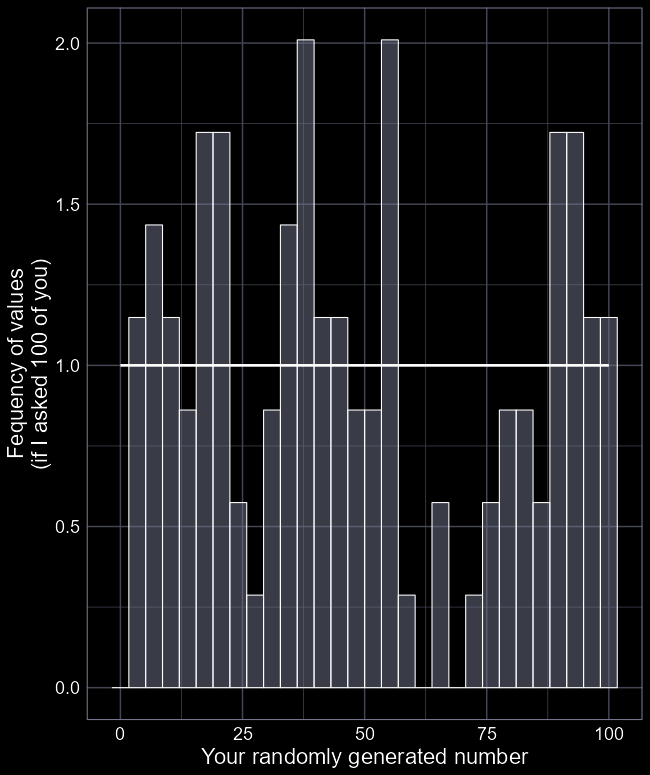 2.0
1.5
1.0
0.5
0.0
Fequency of values
(if I asked 100 of you)
0 25 50 75 100
Your randomly generated number